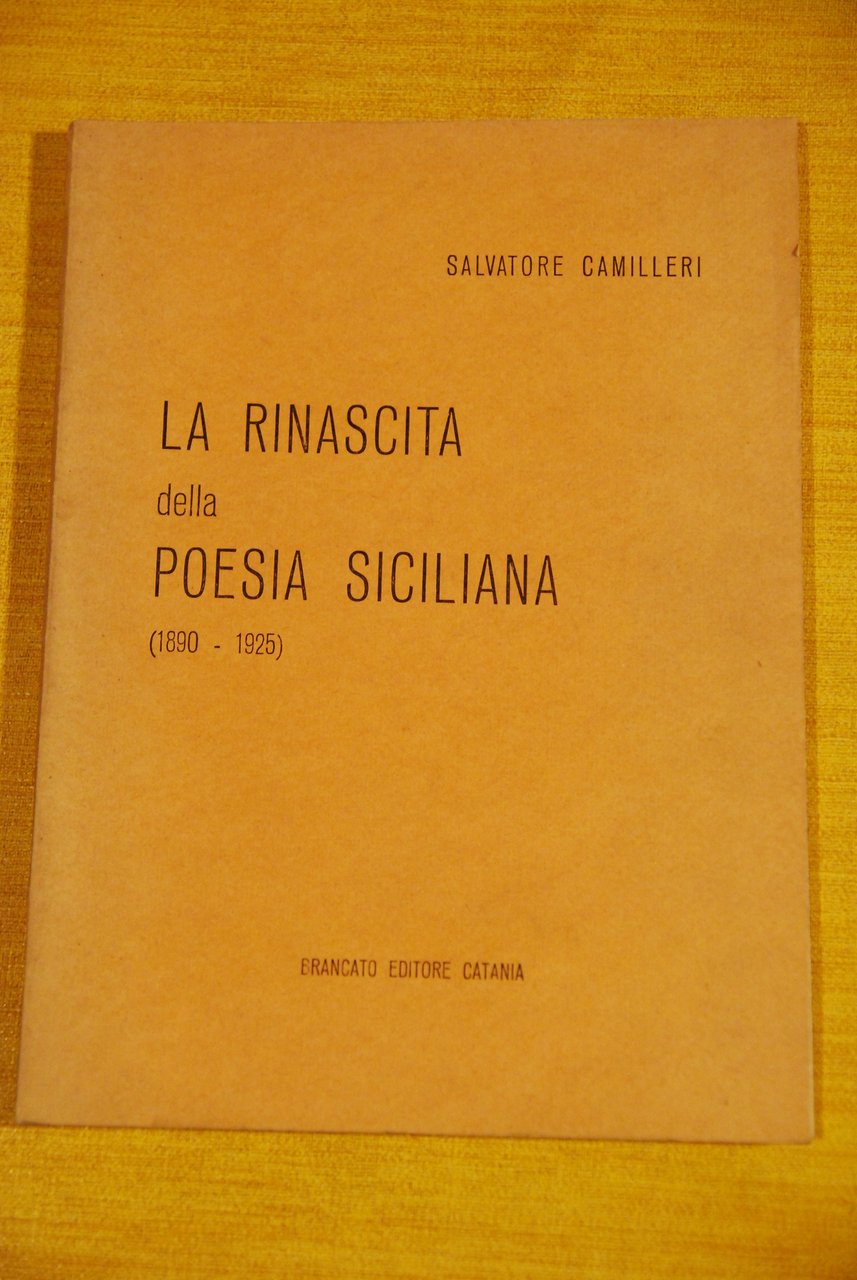 SALVATORE CAMILLERI
LA RINASCITA
della
POESIA SICILIANA
(1890 - 1925)
BRANCATO EDITORE CATANIA